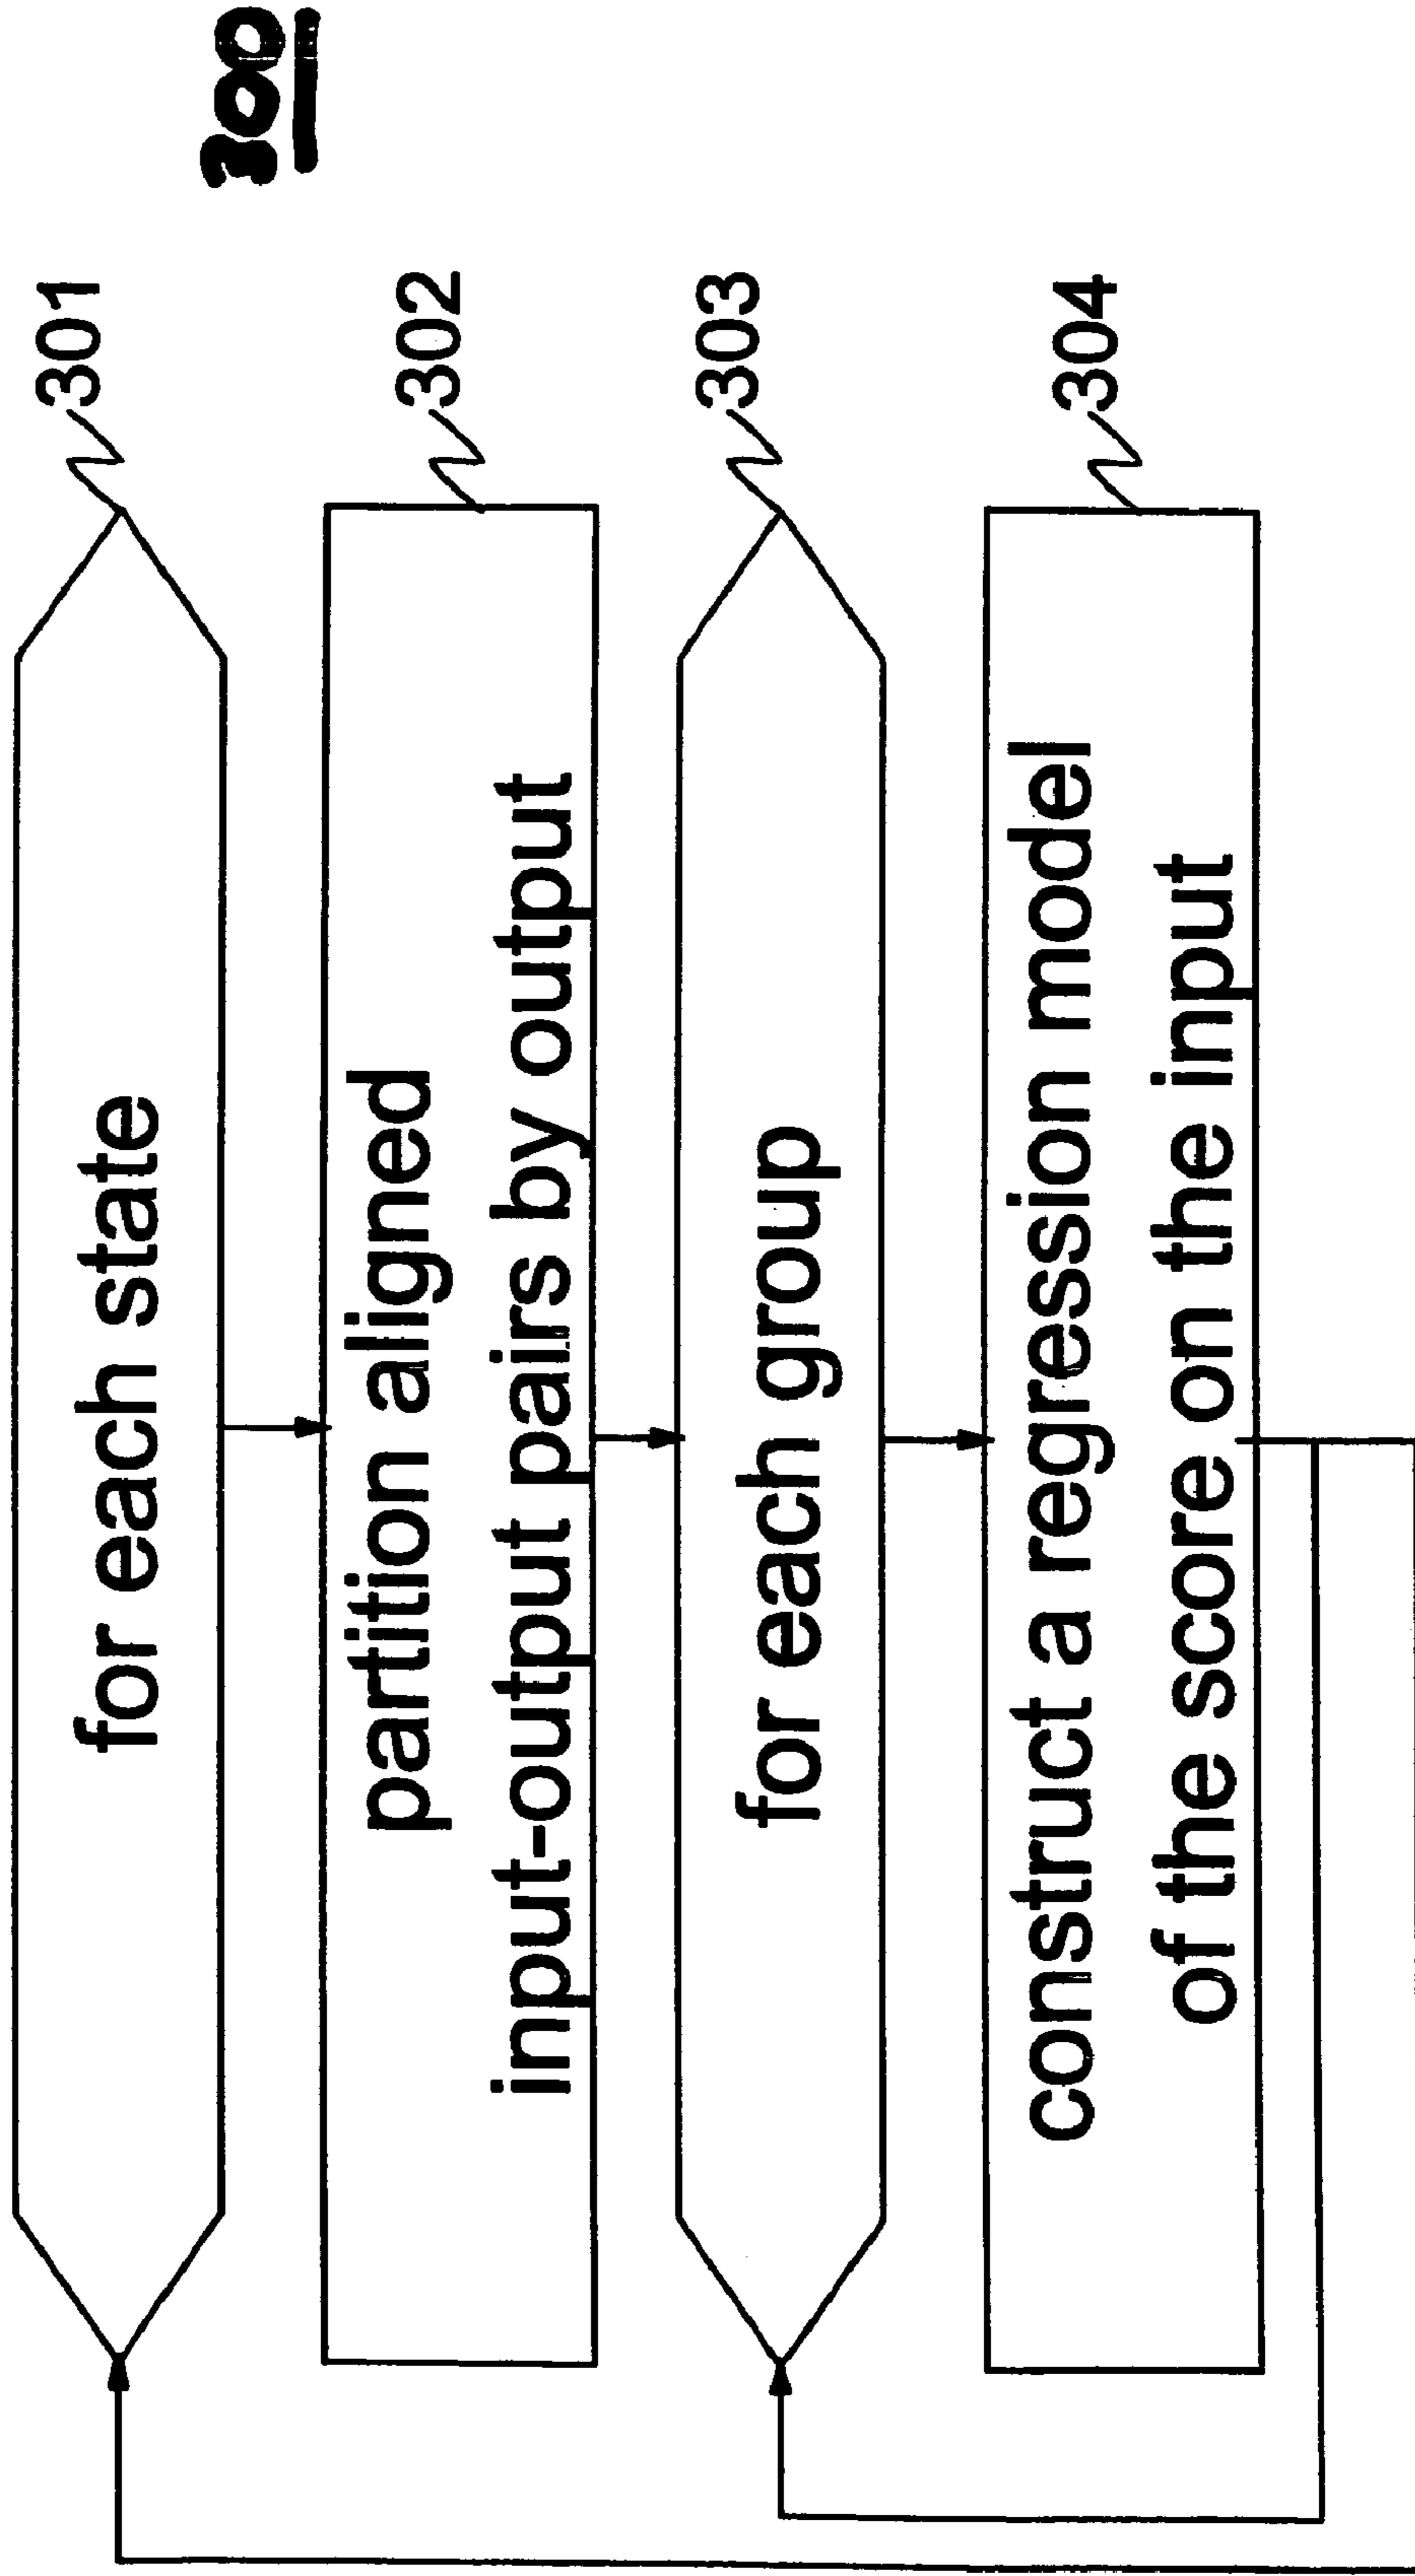 300
for each state
301
partition aligned
input-output pairs by output
302
for each group
303
construct a regression model
of the score on the input
304